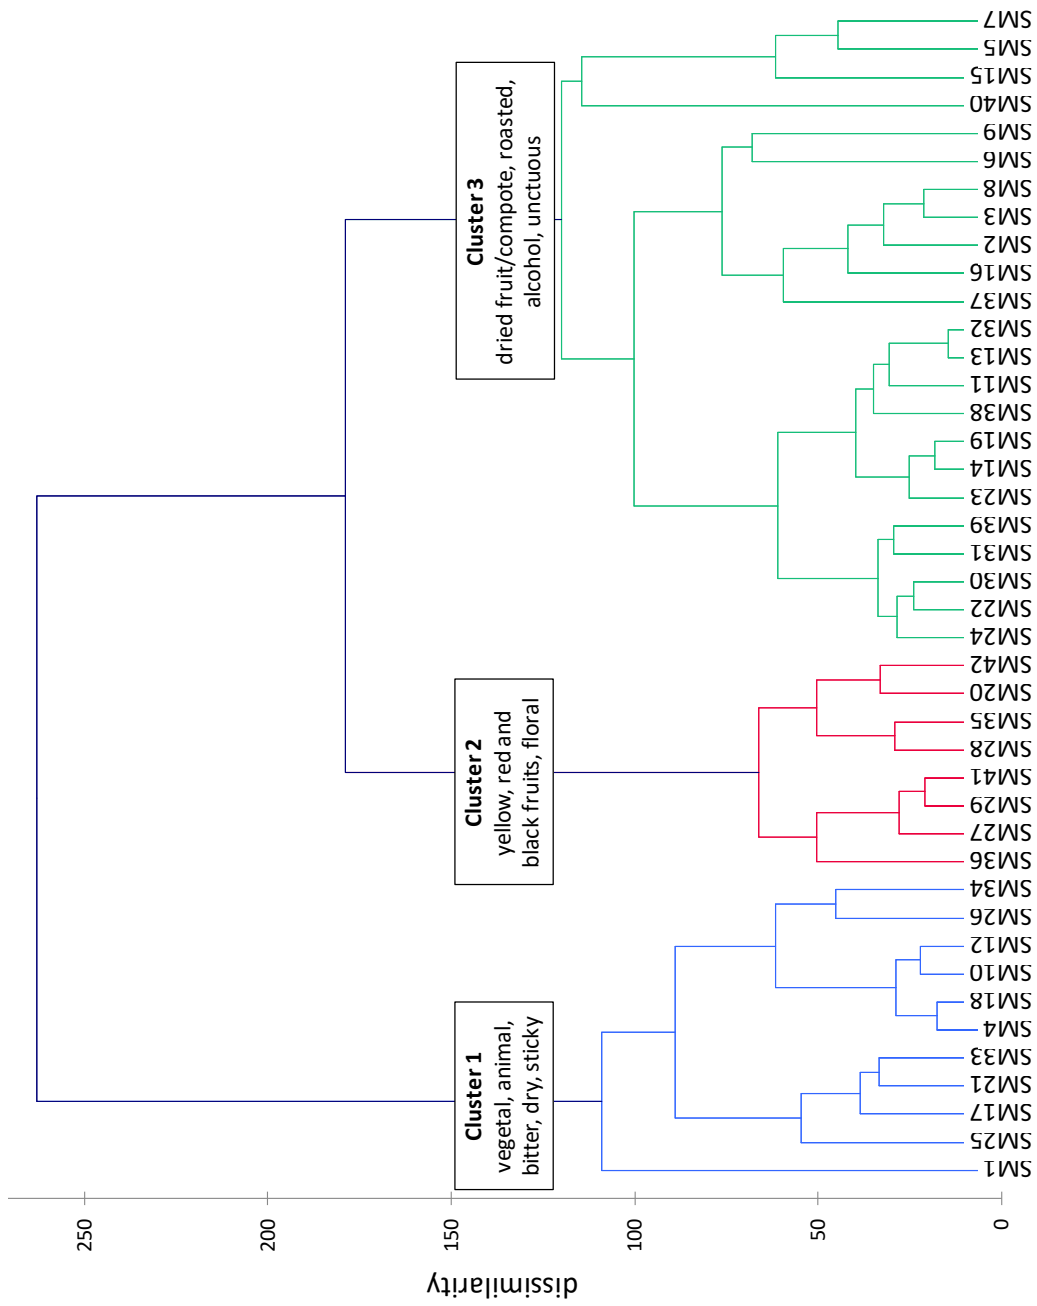 SM7
SM5
SM15
SM40
SM9
SM6
SM8
SM3
SM2
SM16
SM37
SM32
SM13
SM11
SM38
SM19
SM14
SM23
SM39
SM31
SM30
SM22
SM24
SM42
SM20
SM35
SM28
SM41
SM29
SM27
SM36
SM34
SM26
SM12
SM10
SM18
SM4
SM33
SM21
SM17
SM25
SM1
Cluster 3
dried fruit/compote, roasted,
alcohol, unctuous
Cluster 2
yellow, red and
black fruits, floral
Cluster 1
vegetal, animal,
bitter, dry, sticky
250
200
150
100
50
0
dissimilarity